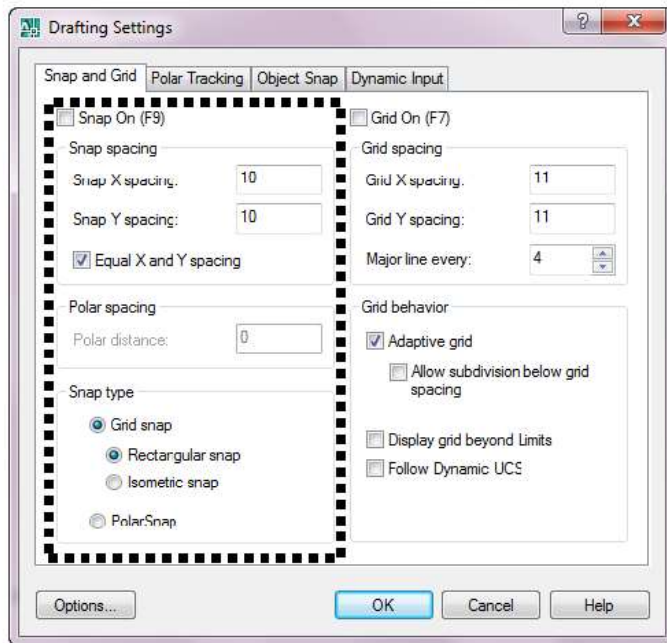 Drafting Settings
Snap and Grid
Polar Tracking
Object Snap
Dynamic Input
Snap On (F9)
Snap spacing
Snap X spacing:
10
Snap Y spacing:
10
Equal X and Y spacing
Polar spacing
Polar distance:
0
Snap type
Grid snap
Rectangular snap
Isometric snap
PolarSnap
Grid On (F7)
Grid spacing
Grid X spacing:
11
Grid Y spacing:
11
Major line every:
4
Grid behavior
Adaptive grid
Allow subdivision below grid
spacing
Display grid beyond Limits
Follow Dynamic UCS
Options...
OK
Cancel
Help